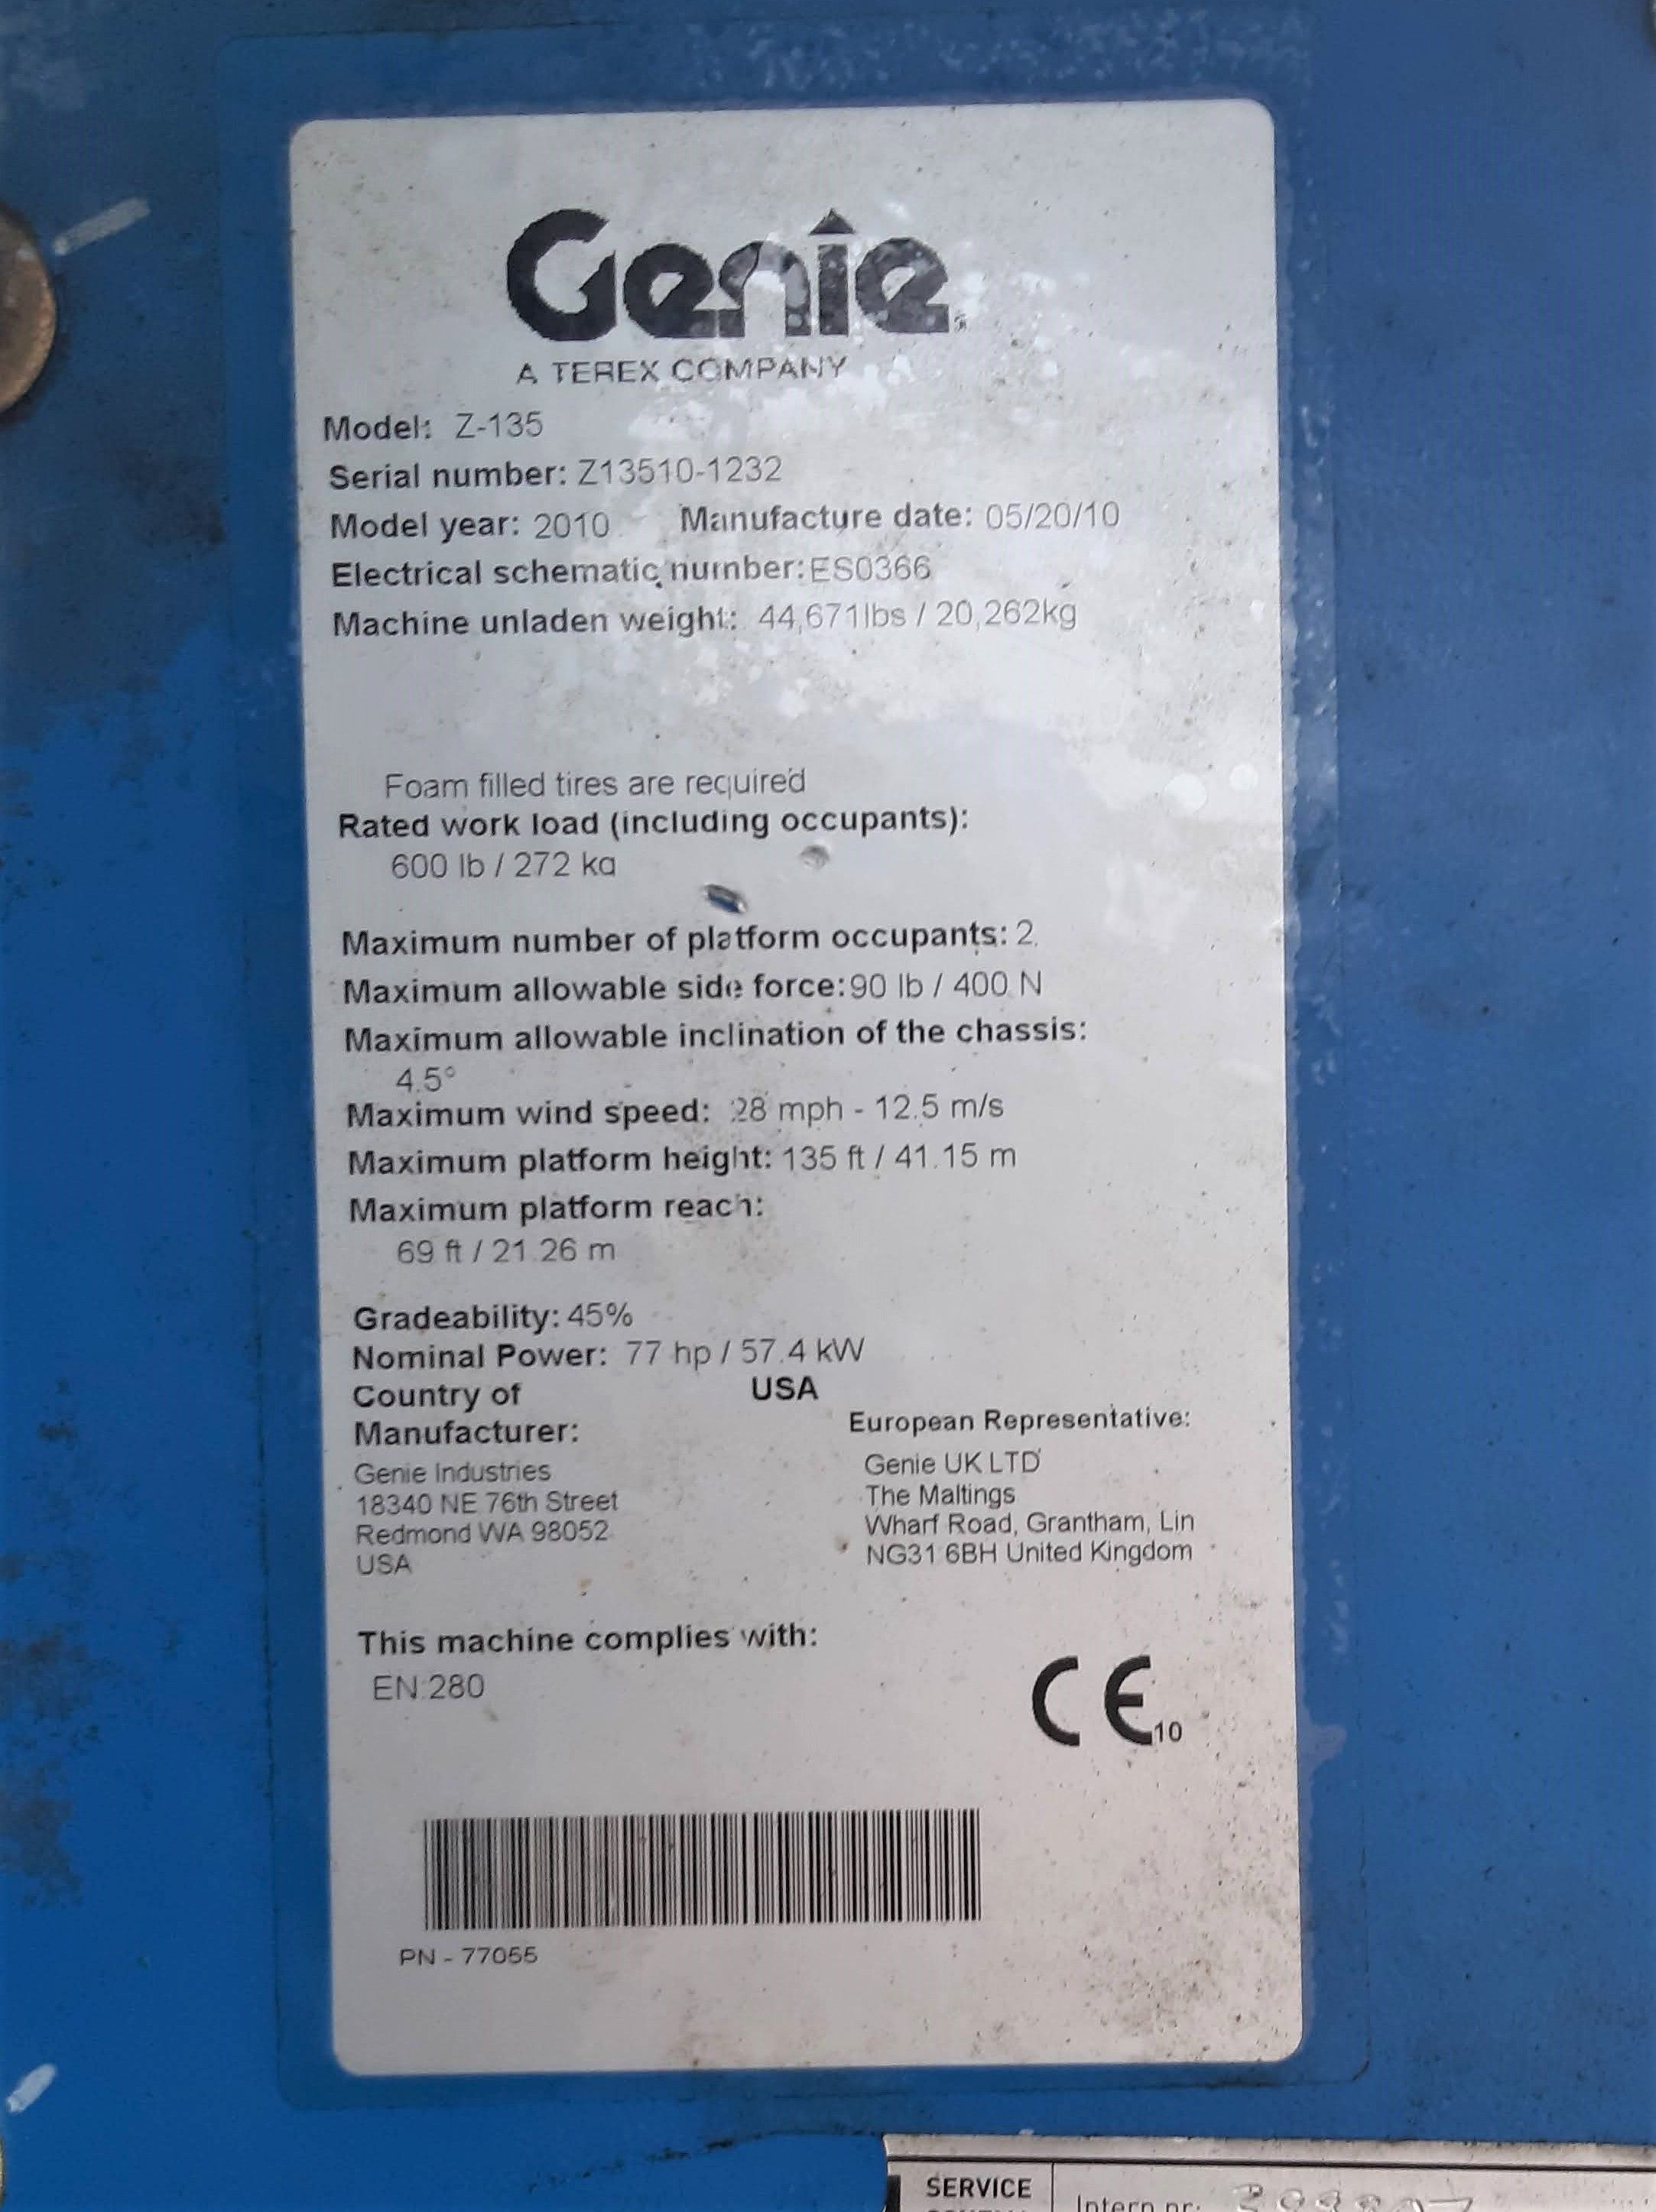 Genie
A TEREX COMPANY
Model: Z-135
Serial number: Z13510-1232
Model year: 2010 Manufacture date: 05/20/10
Electrical schematic number: ES0366
Machine unladen weight: 44,671lbs / 20,262kg
Foam filled tires are required
Rated work load (including occupants):
600 lb / 272 kg
Maximum number of platform occupants: 2
Maximum allowable side force: 90 lb / 400 N
Maximum allowable inclination of the chassis:
4.5°
Maximum wind speed: 28 mph - 12.5 m/s
Maximum platform height: 135 ft / 41.15 m
Maximum platform reach:
69 ft / 21.26 m
Gradeability: 45%
Nominal Power: 77 hp / 57.4 kW
Country of USA
Manufacturer:
Genie Industries
18340 NE 76th Street
Redmond WA 98052
USA
European Representative:
Genie UK LTD
The Maltings
Wharf Road, Grantham, Lin
NG31 6BH United Kingdom
This machine complies with:
EN 280
CE 10
PN - 77055
SERVICE
Intern nr: